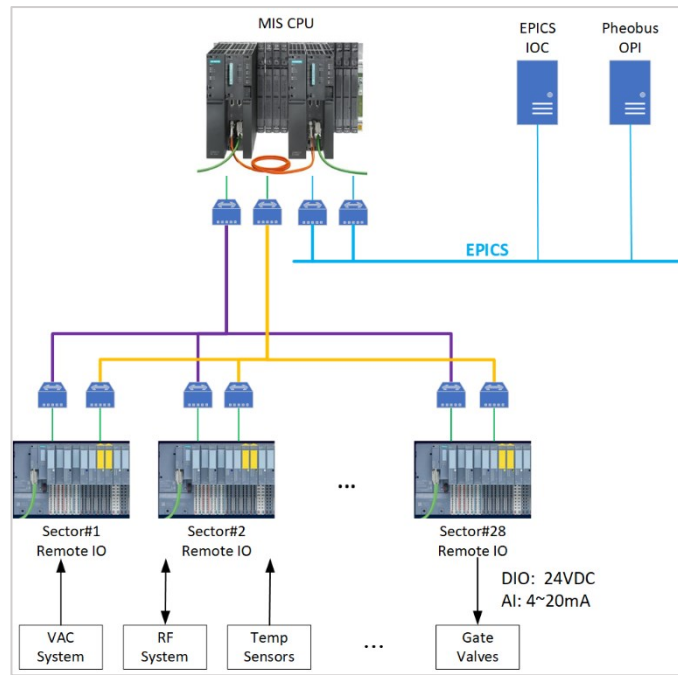 MIS CPU
EPICS
IOC
Pheobus
OPI
EPICS
...
Sector#1
Remote IO
Sector#2
Remote IO
Sector#28
Remote IO
DIO: 24VDC
AI: 4~20mA
VAC
System
RF
System
Temp
Sensors
...
Gate
Valves